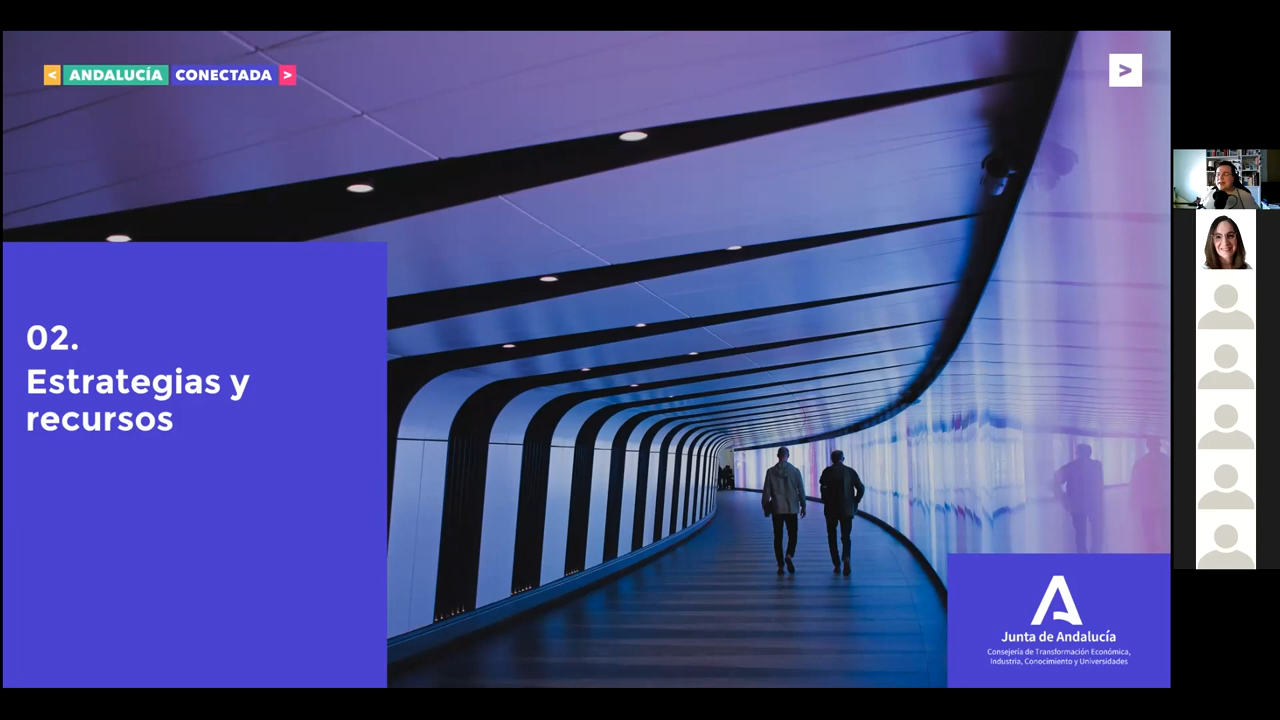 < ANDALUCÍA CONECTADA >
>
02.
Estrategias y
recursos
Junta de Andalucía
Consejería de Transformación Económica,
Industria, Conocimiento y Universidades